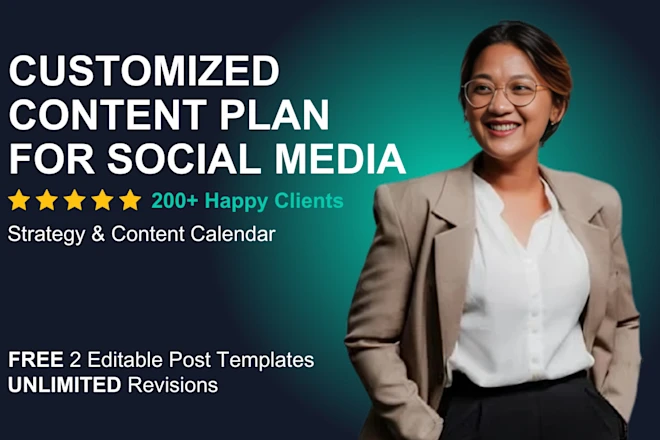 CUSTOMIZED
CONTENT PLAN
FOR SOCIAL MEDIA
200+ Happy Clients
Strategy & Content Calendar
FREE 2 Editable Post Templates
UNLIMITED Revisions